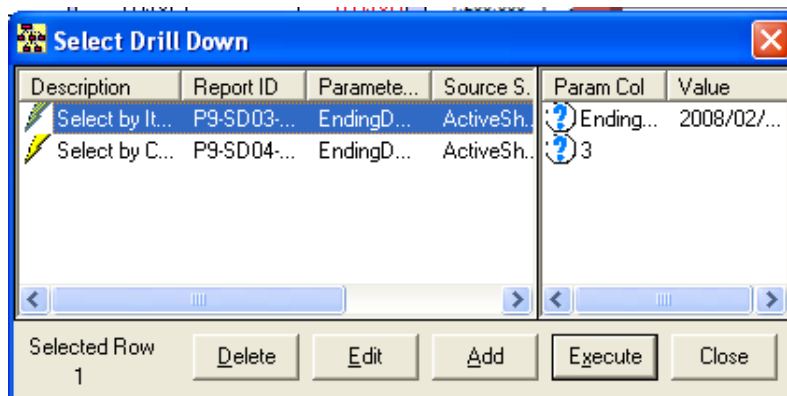 Select Drill Down
Description Report ID Paramete... Source S. Param Col Value
Select by It... P9-SD03-... EndingD... ActiveSh.. Ending... 2008/02/...
Select by C... P9-SD04-... EndingD... ActiveSh.. 3
Selected Row
1
Delete Edit Add Execute Close